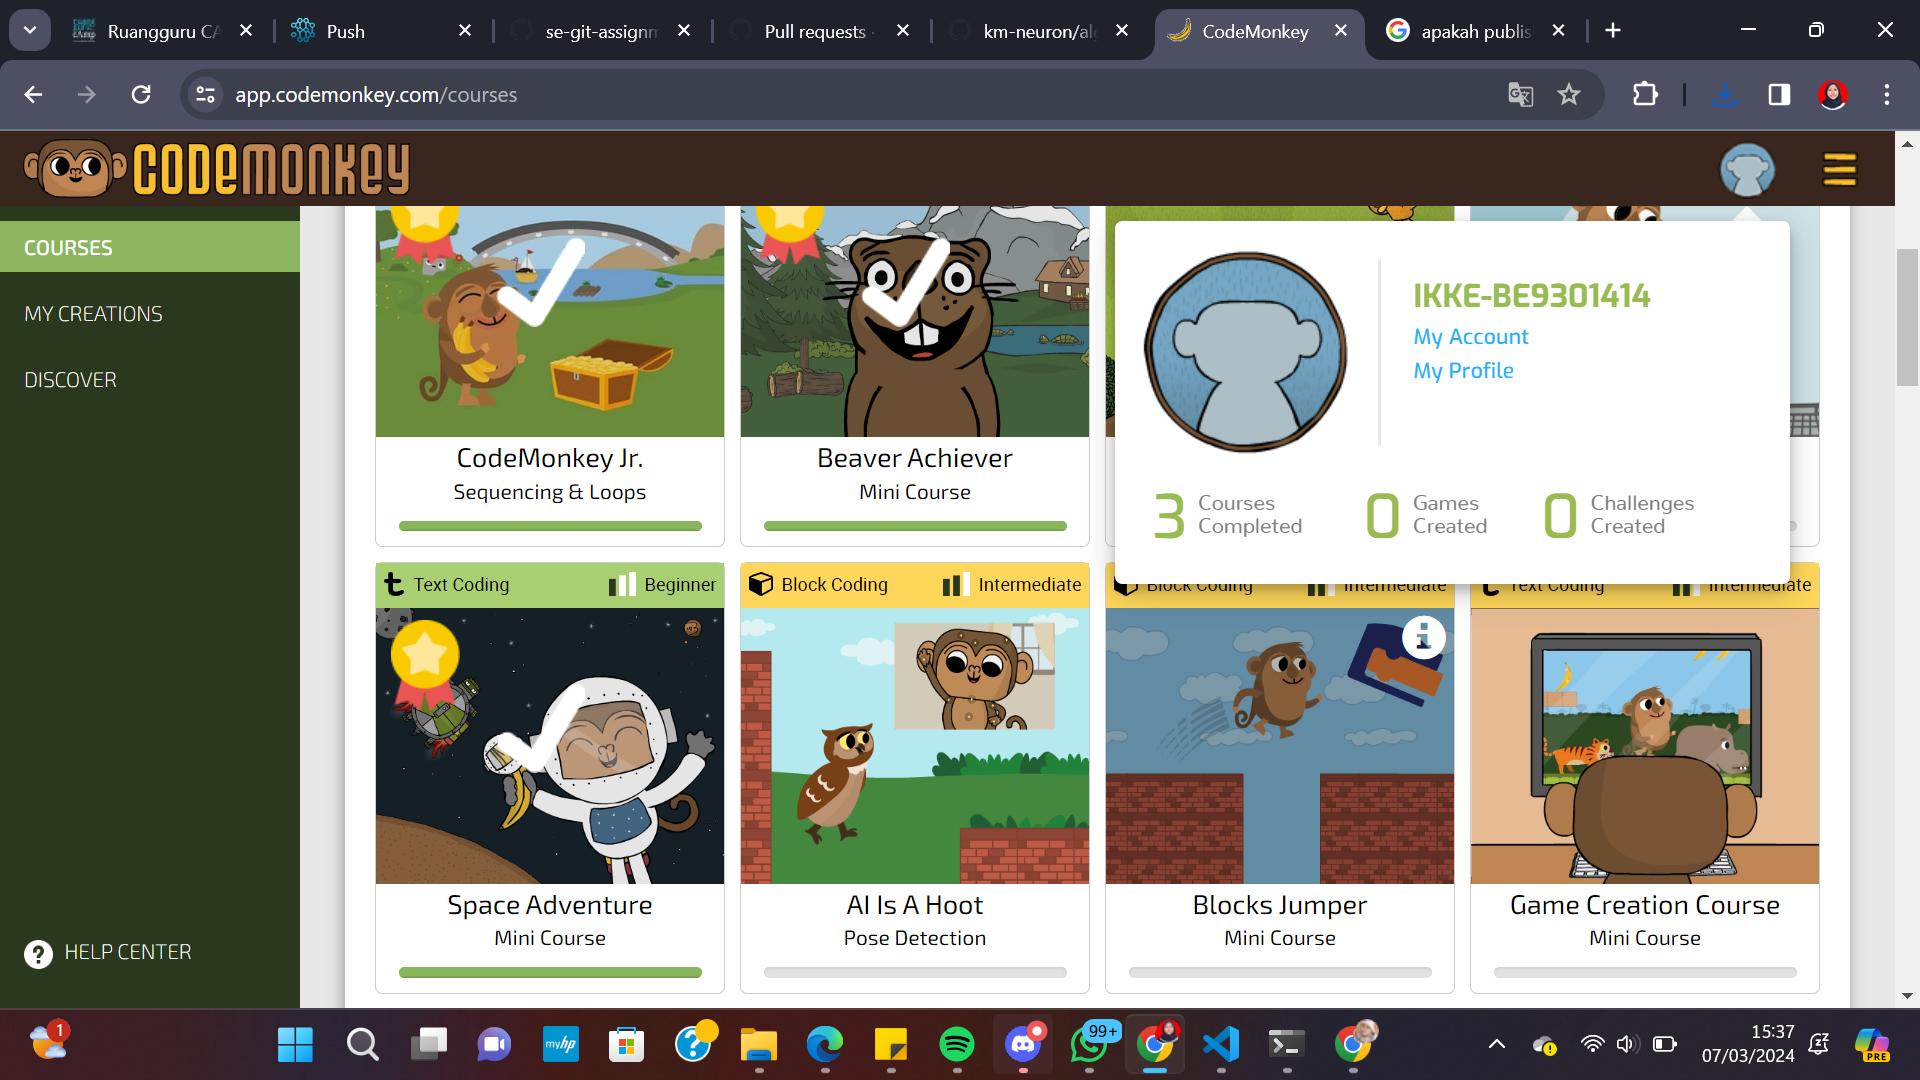 Ruangguru CA
Push
se-git-assignm
Pull requests
km-neuron/alg
CodeMonkey
apakah publis
app.codemonkey.com/courses
CODEMONKEY
COURSES
MY CREATIONS
DISCOVER
HELP CENTER
CodeMonkey Jr.
Sequencing & Loops
Beaver Achiever
Mini Course
IKKE-BE9301414
My Account
My Profile
3 Courses Completed
0 Games Created
0 Challenges Created
Text Coding
Beginner
Block Coding
Intermediate
Block Coding
Intermediate
Text Coding
Intermediate
Space Adventure
Mini Course
AI Is A Hoot
Pose Detection
Blocks Jumper
Mini Course
Game Creation Course
Mini Course
1
myhp
99+
15:37
07/03/2024
PRE